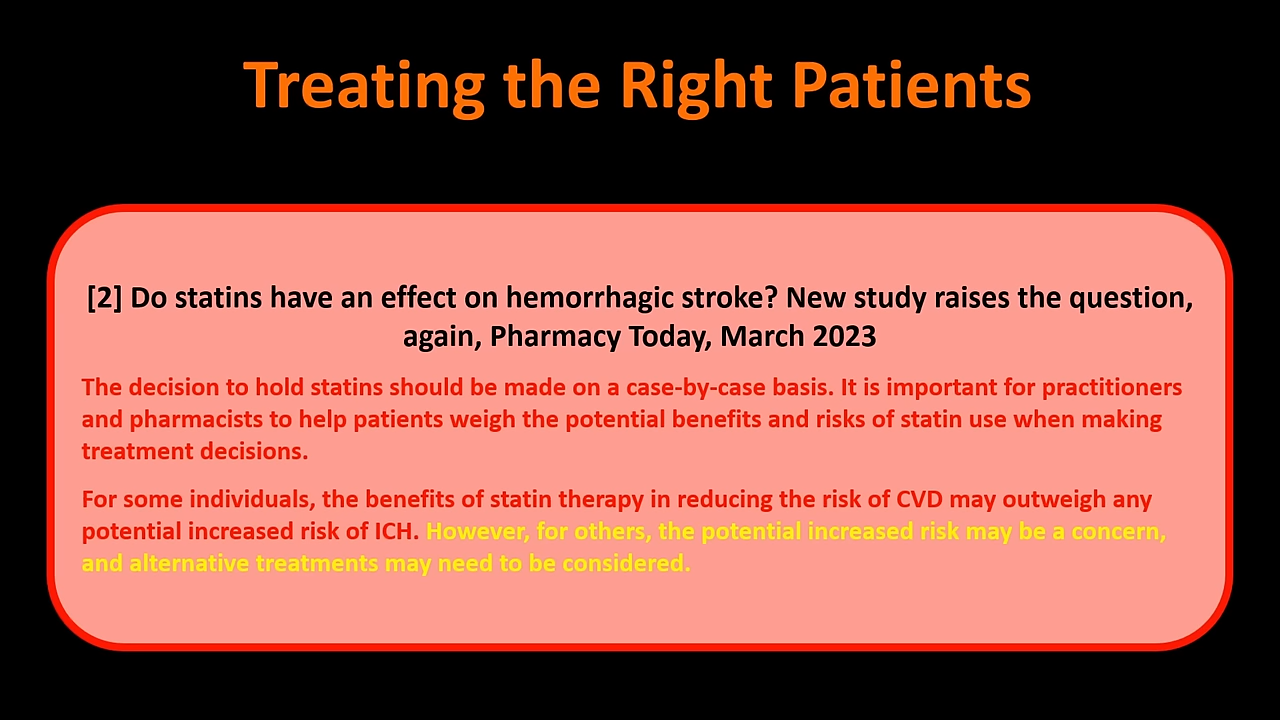 Treating the Right Patients
[2] Do statins have an effect on hemorrhagic stroke? New study raises the question,
again, Pharmacy Today, March 2023
The decision to hold statins should be made on a case-by-case basis. It is important for practitioners
and pharmacists to help patients weigh the potential benefits and risks of statin use when making
treatment decisions.
For some individuals, the benefits of statin therapy in reducing the risk of CVD may outweigh any
potential increased risk of ICH. However, for others, the potential increased risk may be a concern,
and alternative treatments may need to be considered.